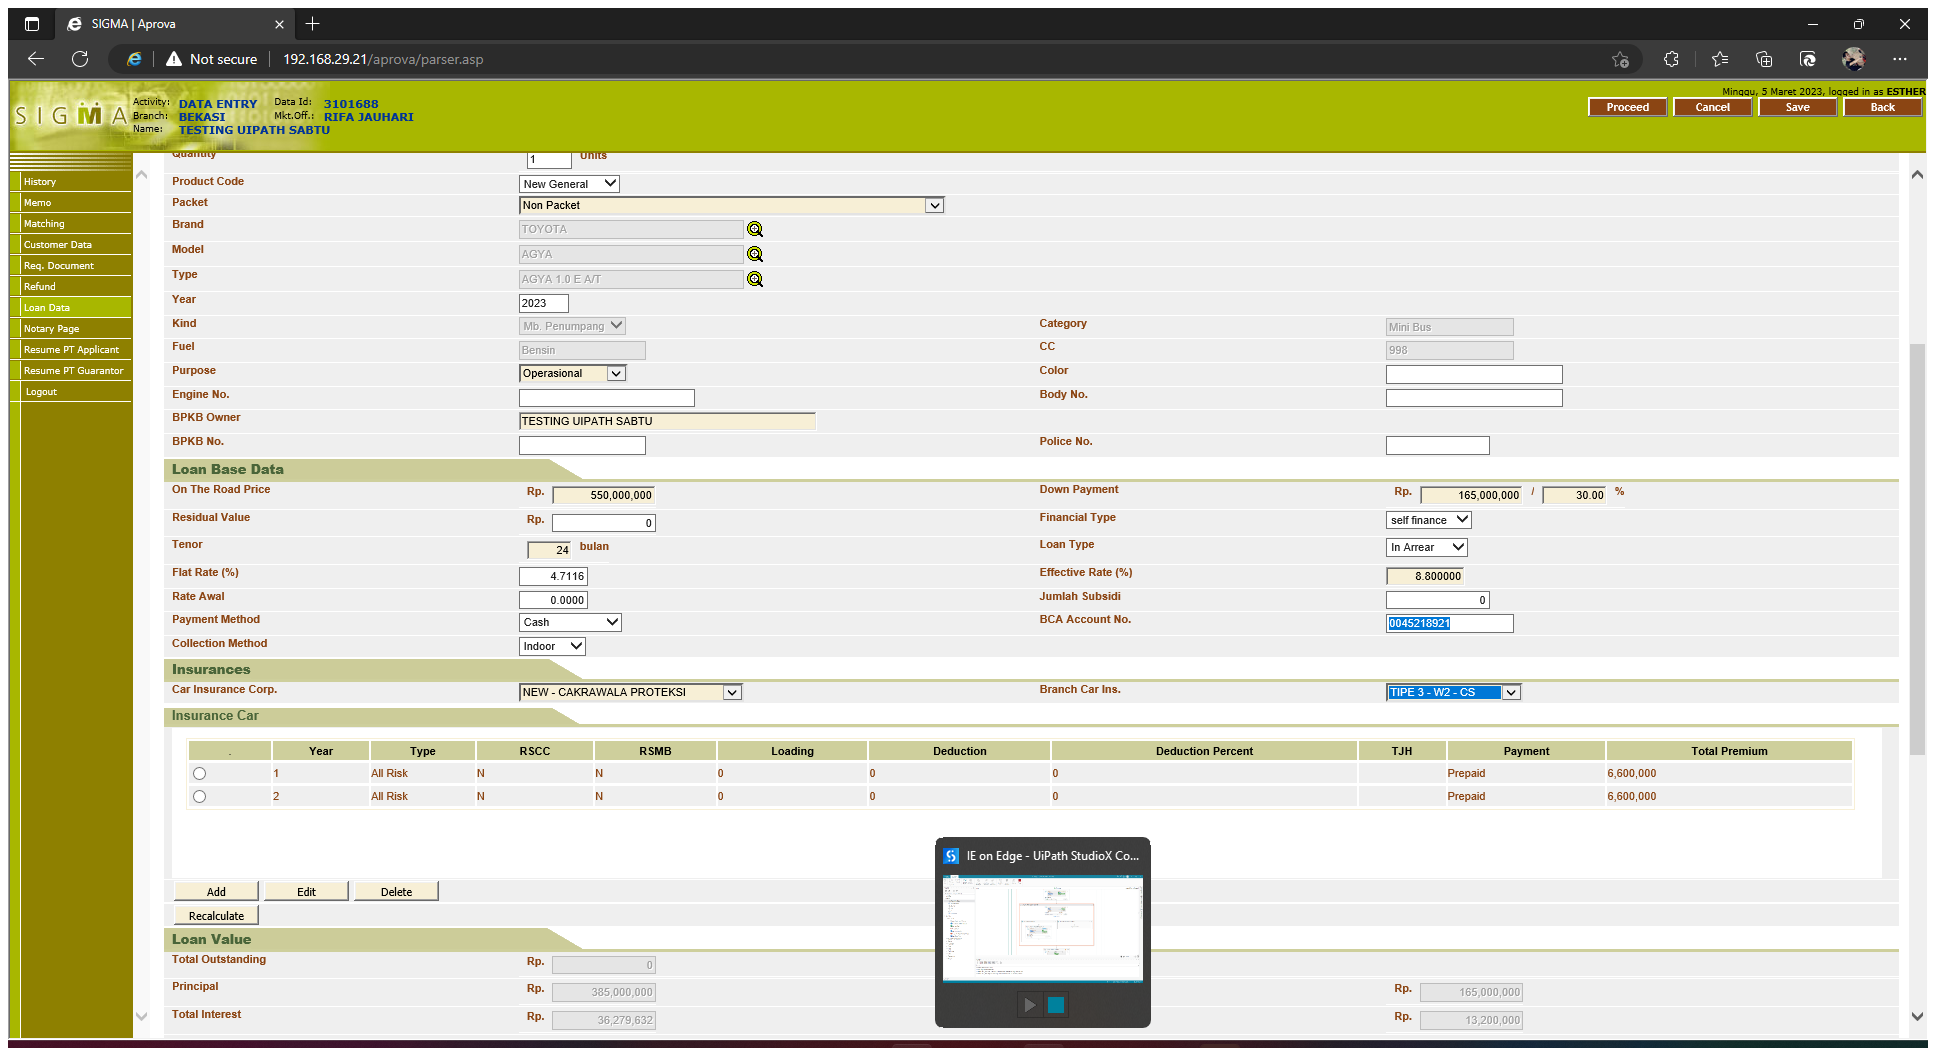 SIGMA | Aprova
Not secure 192.168.29.21/aprova/parser.asp
SIGMA
Activity: DATA ENTRY Data Id: 3101688
Branch: BEKASI Mkt.Off.: RIFA JAUHARI
Name: TESTING UIPATH SABTU
Minggu, 5 Maret 2023, logged in as ESTHER
Proceed Cancel Save Back
History
Memo
Matching
Customer Data
Req. Document
Refund
Loan Data
Notary Page
Resume PT Applicant
Resume PT Guarantor
Logout
Quantity 1 Units
Product Code New General
Packet Non Packet
Brand TOYOTA
Model AGYA
Type AGYA 1.0 E A/T
Year 2023
Kind Mb. Penumpang Category Mini Bus
Fuel Bensin CC 998
Purpose Operasional Color
Engine No. Body No.
BPKB Owner TESTING UIPATH SABTU
BPKB No. Police No.
Loan Base Data
On The Road Price Rp. 550,000,000 Down Payment Rp. 165,000,000 / 30.00 %
Residual Value Rp. 0 Financial Type self finance
Tenor 24 bulan Loan Type In Arrear
Flat Rate (%) 4.7116 Effective Rate (%) 8.800000
Rate Awal 0.0000 Jumlah Subsidi 0
Payment Method Cash BCA Account No. 0045218921
Collection Method Indoor
Insurances
Car Insurance Corp. NEW - CAKRAWALA PROTEKSI Branch Car Ins. TIPE 3 - W2 - CS
Insurance Car
. Year Type RSCC RSMB Loading Deduction Deduction Percent TJH Payment Total Premium
1 All Risk N N 0 0 0 Prepaid 6,600,000
2 All Risk N N 0 0 0 Prepaid 6,600,000
IE on Edge - UiPath StudioX Co...
Add Edit Delete
Recalculate
Loan Value
Total Outstanding Rp. 0
Principal Rp. 385,000,000 Rp. 165,000,000
Total Interest Rp. 36,279,632 Rp. 13,200,000